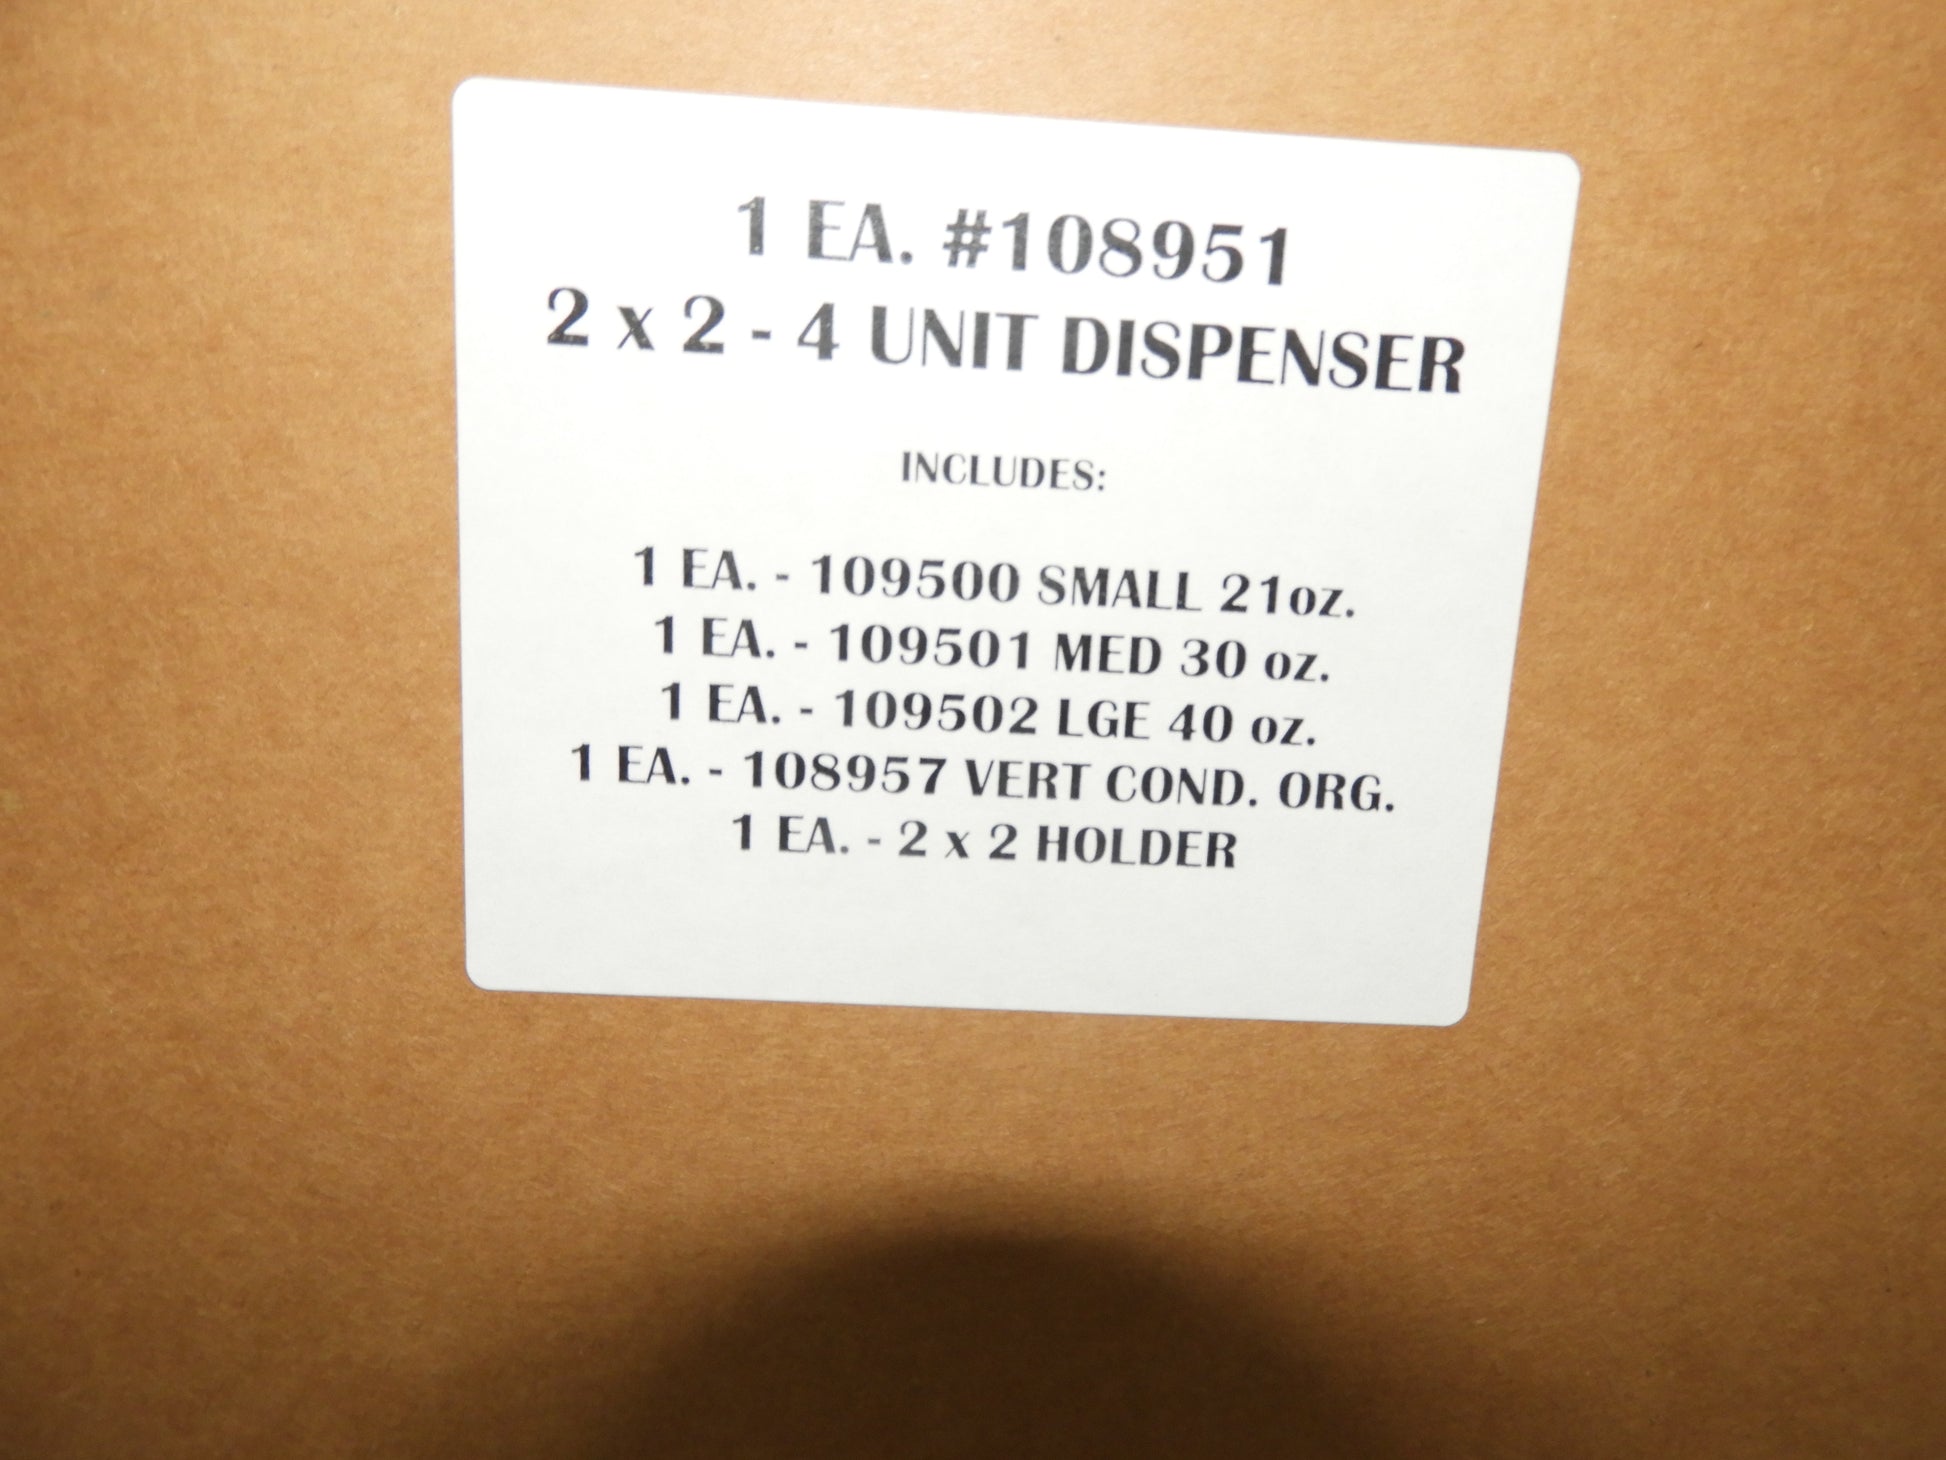 1 EA. #108951
2 x 2 - 4 UNIT DISPENSER
INCLUDES:
1 EA. - 109500 SMALL 21oz.
1 EA. - 109501 MED 30 oz.
1 EA. - 109502 LGE 40 oz.
1 EA. - 108957 VERT COND. ORG.
1 EA. - 2 x 2 HOLDER